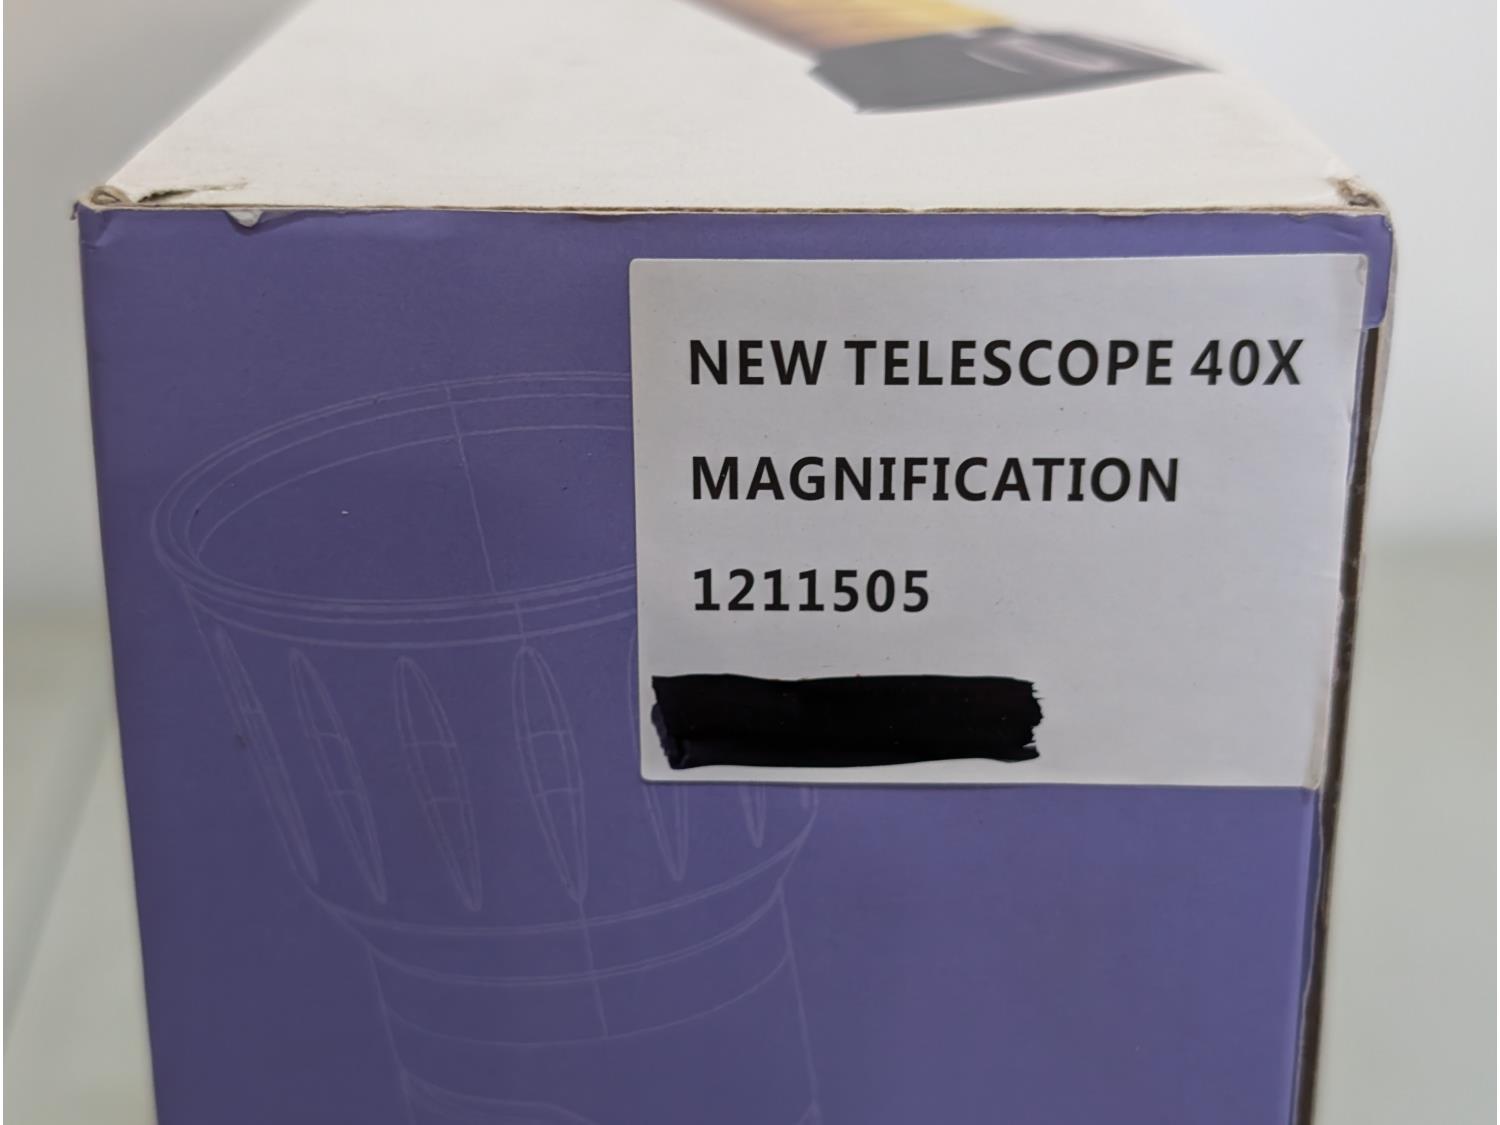 NEW TELESCOPE 40X
MAGNIFICATION
1211505